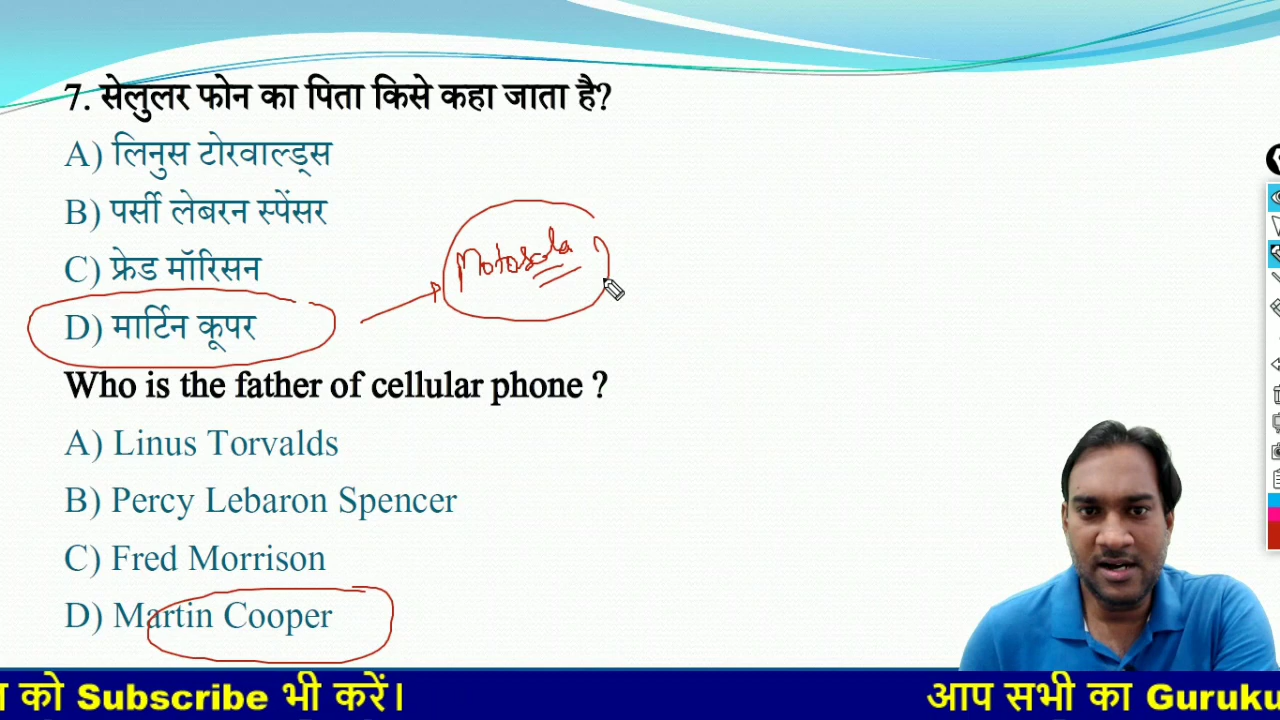 7. सेलुलर फोन का पिता किसे कहा जाता है?
A) लिनुस टोरवाल्ड्स
B) पर्सी लेबरन स्पेंसर
C) फ्रेड मॉरिसन
Motorola
D) मार्टिन कूपर
Who is the father of cellular phone ?
A) Linus Torvalds
B) Percy Lebaron Spencer
C) Fred Morrison
D) Martin Cooper
को Subscribe भी करें। आप सभी का